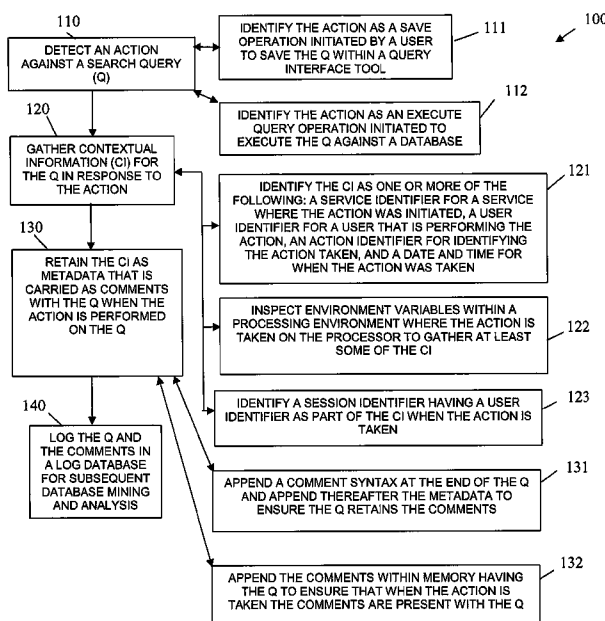 100
110
DETECT AN ACTION
AGAINST A SEARCH QUERY (Q)
IDENTIFY THE ACTION AS A SAVE
OPERATION INITIATED BY A USER
TO SAVE THE Q WITHIN A QUERY
INTERFACE TOOL
111
IDENTIFY THE ACTION AS AN EXECUTE
QUERY OPERATION INITIATED TO
EXECUTE THE Q AGAINST A DATABASE
112
120
GATHER CONTEXTUAL
INFORMATION (CI) FOR
THE Q IN RESPONSE TO
THE ACTION
IDENTIFY THE CI AS ONE OR MORE OF THE
FOLLOWING: A SERVICE IDENTIFIER FOR A SERVICE
WHERE THE ACTION WAS INITIATED, A USER
IDENTIFIER FOR A USER THAT IS PERFORMING THE
ACTION, AN ACTION IDENTIFIER FOR IDENTIFYING
THE ACTION TAKEN, AND A DATE AND TIME FOR
WHEN THE ACTION WAS TAKEN
121
130
RETAIN THE CI AS
METADATA THAT IS
CARRIED AS COMMENTS
WITH THE Q WHEN THE
ACTION IS PERFORMED
ON THE Q
INSPECT ENVIRONMENT VARIABLES WITHIN A
PROCESSING ENVIRONMENT WHERE THE ACTION IS
TAKEN ON THE PROCESSOR TO GATHER AT LEAST
SOME OF THE CI
122
IDENTIFY A SESSION IDENTIFIER HAVING A USER
IDENTIFIER AS PART OF THE CI WHEN THE ACTION IS
TAKEN
123
140
LOG THE Q AND
THE COMMENTS IN
A LOG DATABASE
FOR SUBSEQUENT
DATABASE MINING
AND ANALYSIS
APPEND A COMMENT SYNTAX AT THE END OF THE Q
AND APPEND THEREAFTER THE METADATA TO
ENSURE THE Q RETAINS THE COMMENTS
131
APPEND THE COMMENTS WITHIN MEMORY HAVING
THE Q TO ENSURE THAT WHEN THE ACTION IS
TAKEN THE COMMENTS ARE PRESENT WITH THE Q
132